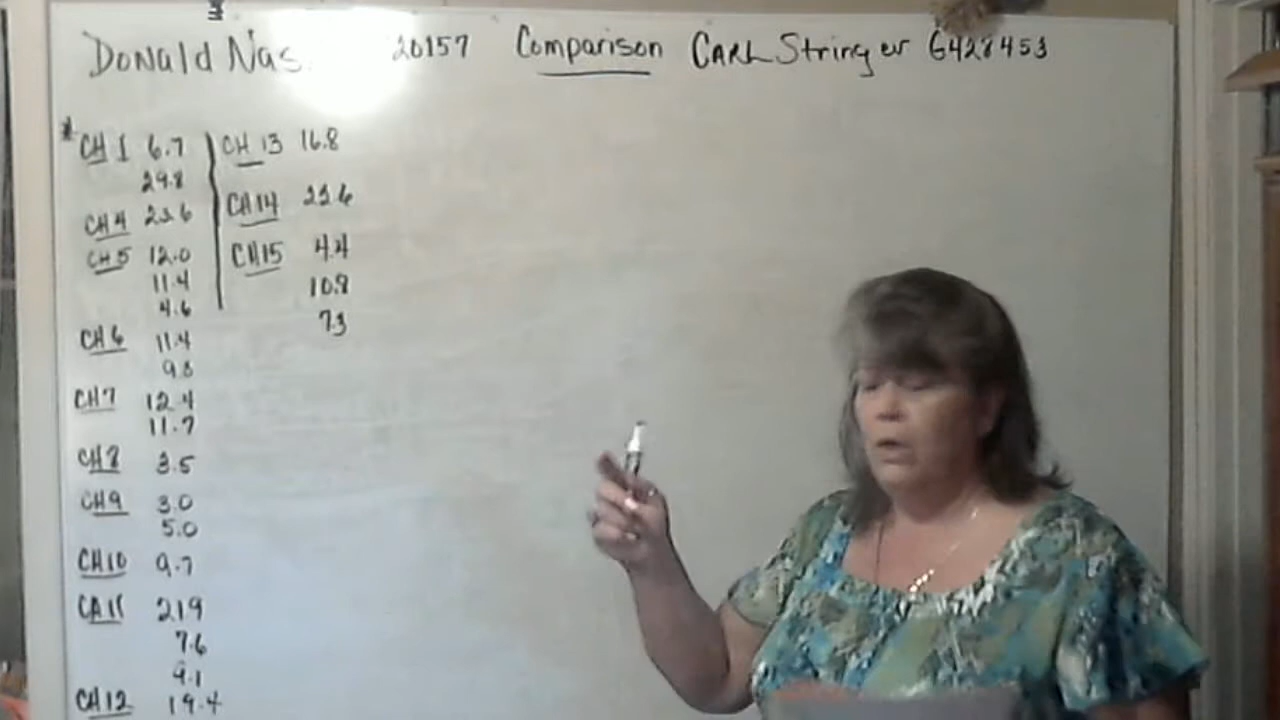 Donald Nas 20157 Comparison CARL Stringer 6428453
CH 1 6.7
29.8
CH 4 23.6
CH 5 12.0
11.4
4.6
CH 6 11.4
9.8
CH 7 12.4
11.7
CH 8 3.5
CH 9 3.0
5.0
CH 10 9.7
CH 11 219
7.6
9.1
CH 12 19.4
CH 13 16.8
CH 14 23.6
CH 15 4.4
10.8
7.3